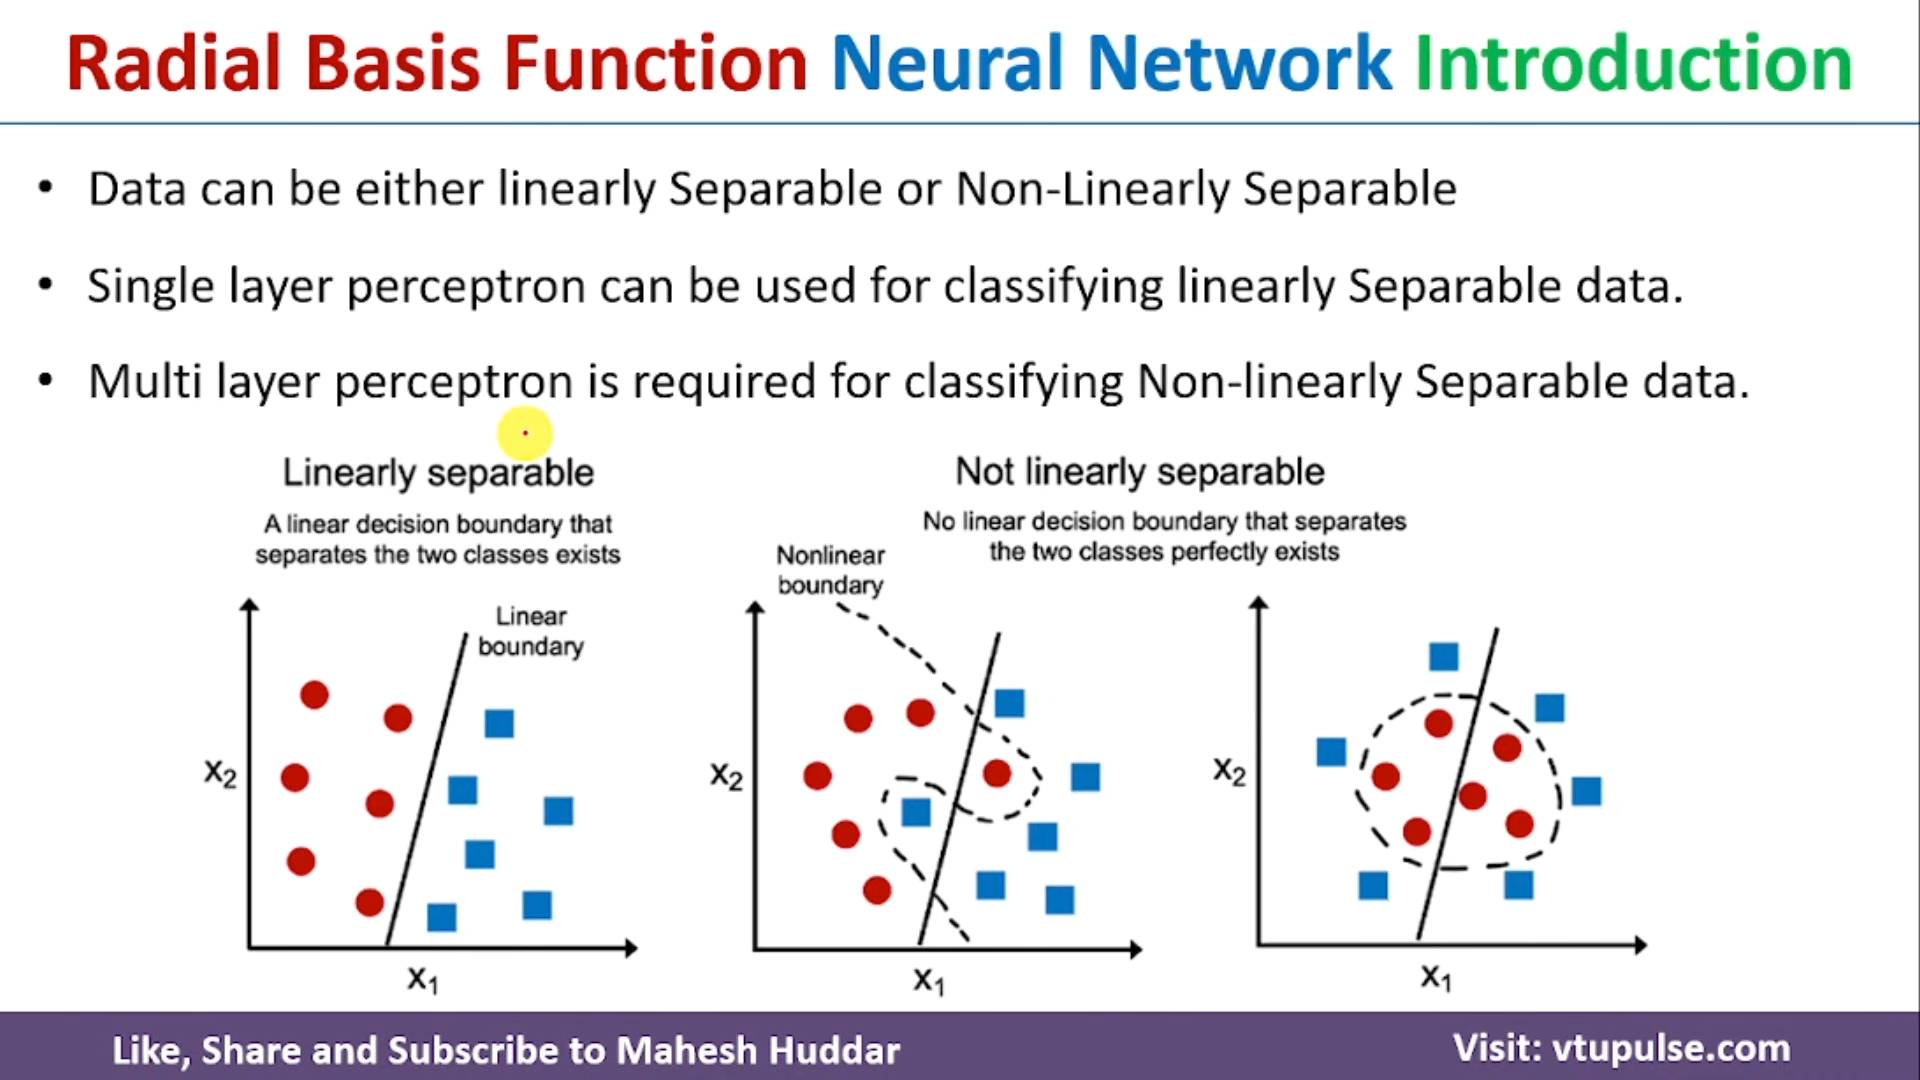 Radial Basis Function Neural Network Introduction
• Data can be either linearly Separable or Non-Linearly Separable
• Single layer perceptron can be used for classifying linearly Separable data.
• Multi layer perceptron is required for classifying Non-linearly Separable data.
Linearly separable
A linear decision boundary that
separates the two classes exists
Linear
boundary
X₂
X₁
Not linearly separable
No linear decision boundary that separates
the two classes perfectly exists
Nonlinear
boundary
X₂
X₁
X₂
X₁
Like, Share and Subscribe to Mahesh Huddar
Visit: vtupulse.com